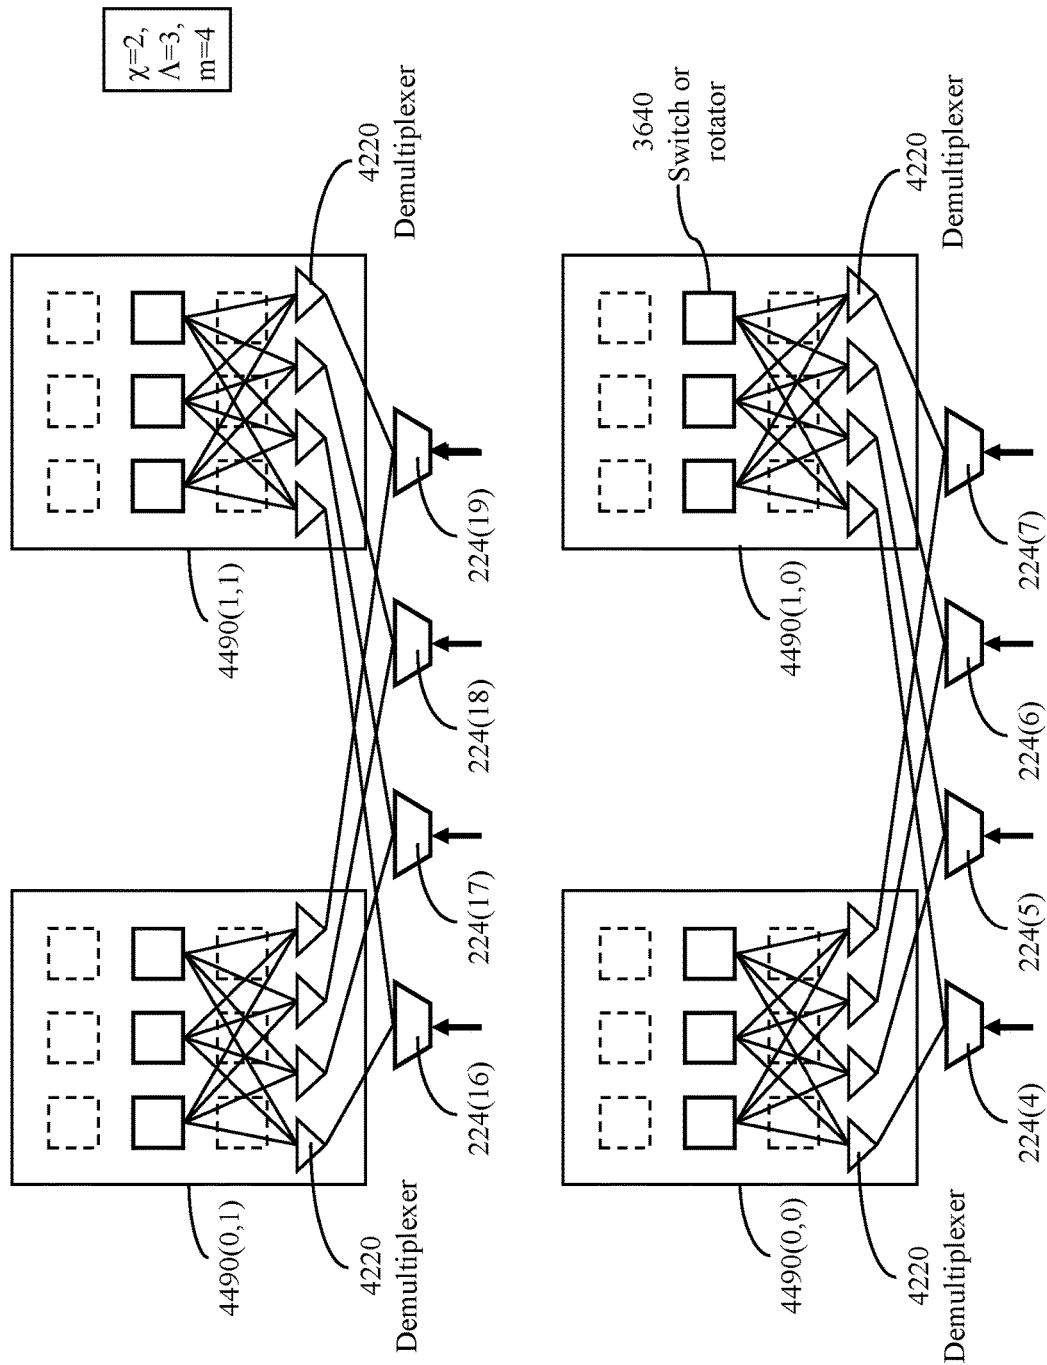 χ=2,
Λ=3,
m=4
4490(0,1)
4490(1,1)
4220
Demultiplexer
4220
Demultiplexer
224(16)
224(17)
224(18)
224(19)
4490(0,0)
4490(1,0)
3640
Switch or
rotator
4220
Demultiplexer
4220
Demultiplexer
224(4)
224(5)
224(6)
224(7)